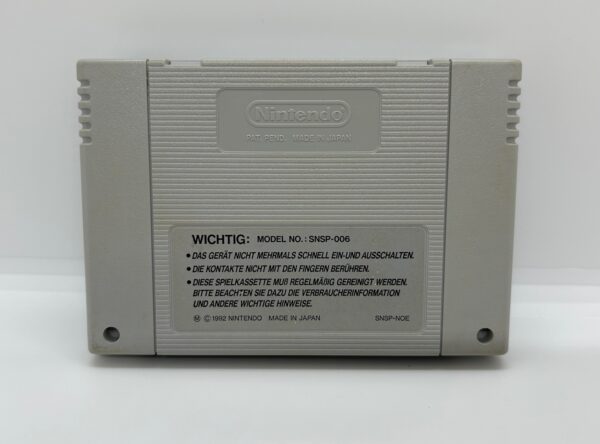 Nintendo
PAT. PEND. MADE IN JAPAN
WICHTIG: MODEL NO.: SNSP-006
• DAS GERÄT NICHT MEHRMALS SCHNELL EIN-UND AUSSCHALTEN.
• DIE KONTAKTE NICHT MIT DEN FINGERN BERÜHREN.
• DIESE SPIELKASSETTE MUß REGELMÄßIG GEREINIGT WERDEN.
BITTE BEACHTEN SIE DAZU DIE VERBRAUCHERINFORMATION
UND ANDERE WICHTIGE HINWEISE.
Ⓜ © 1992 NINTENDO MADE IN JAPAN SNSP-NOE